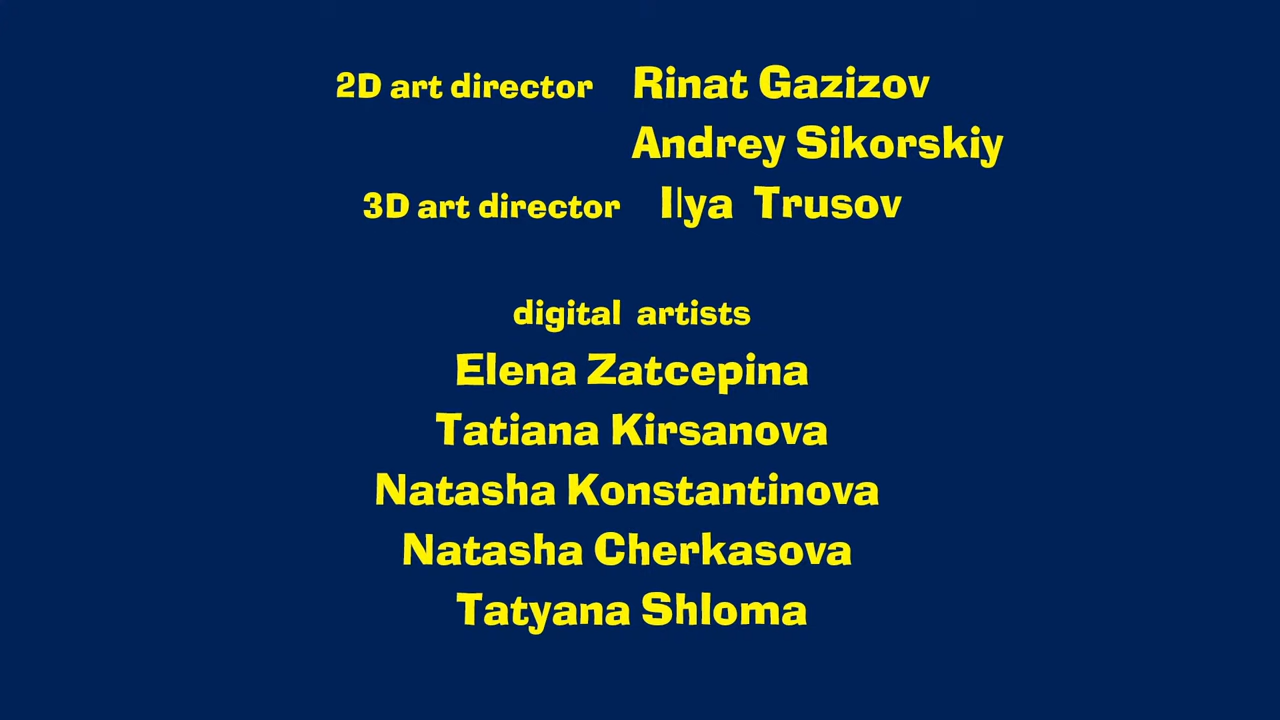 2D art director Rinat Gazizov
Andrey Sikorskiy
3D art director Ilya Trusov
digital artists
Elena Zatcepina
Tatiana Kirsanova
Natasha Konstantinova
Natasha Cherkasova
Tatyana Shloma